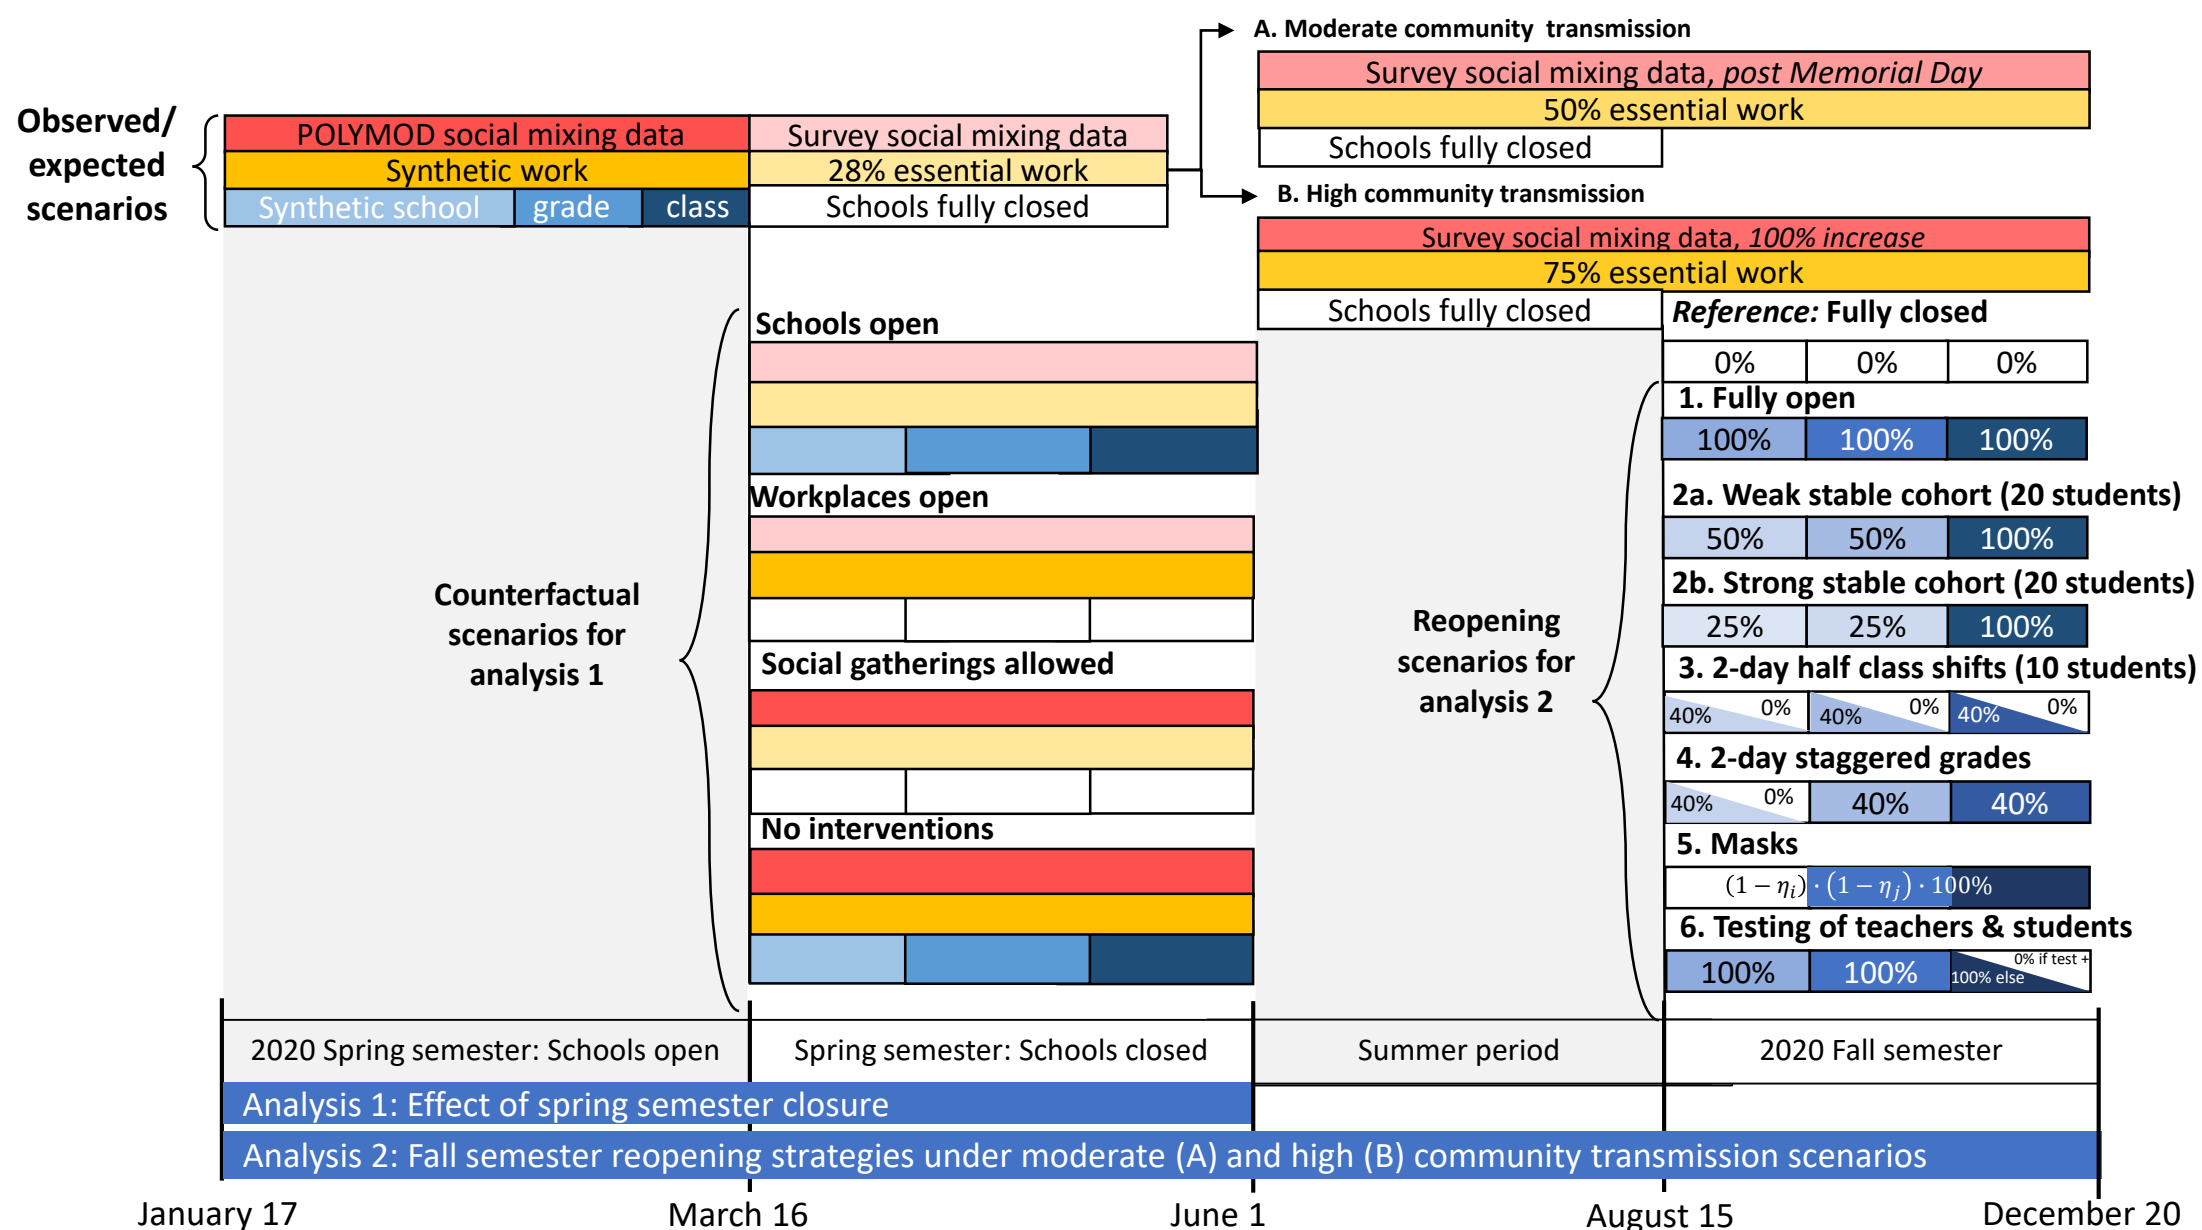 A. Moderate community transmission
Survey social mixing data, post Memorial Day
50% essential work
Schools fully closed
Observed/
expected
scenarios
POLYMOD social mixing data
Synthetic work
Synthetic school
grade
class
Survey social mixing data
28% essential work
Schools fully closed
B. High community transmission
Survey social mixing data, 100% increase
75% essential work
Schools fully closed
Counterfactual
scenarios for
analysis 1
Schools open
Workplaces open
Social gatherings allowed
No interventions
Reopening
scenarios for
analysis 2
Reference: Fully closed
0% 0% 0%
1. Fully open
100% 100% 100%
2a. Weak stable cohort (20 students)
50% 50% 100%
2b. Strong stable cohort (20 students)
25% 25% 100%
3. 2-day half class shifts (10 students)
40% 0% 40% 0% 40% 0%
4. 2-day staggered grades
40% 0% 40% 40%
5. Masks
(1 − η_i) · (1 − η_j) · 100%
6. Testing of teachers & students
100% 100% 100% else 0% if test +
2020 Spring semester: Schools open
Spring semester: Schools closed
Summer period
2020 Fall semester
Analysis 1: Effect of spring semester closure
Analysis 2: Fall semester reopening strategies under moderate (A) and high (B) community transmission scenarios
January 17
March 16
June 1
August 15
December 20